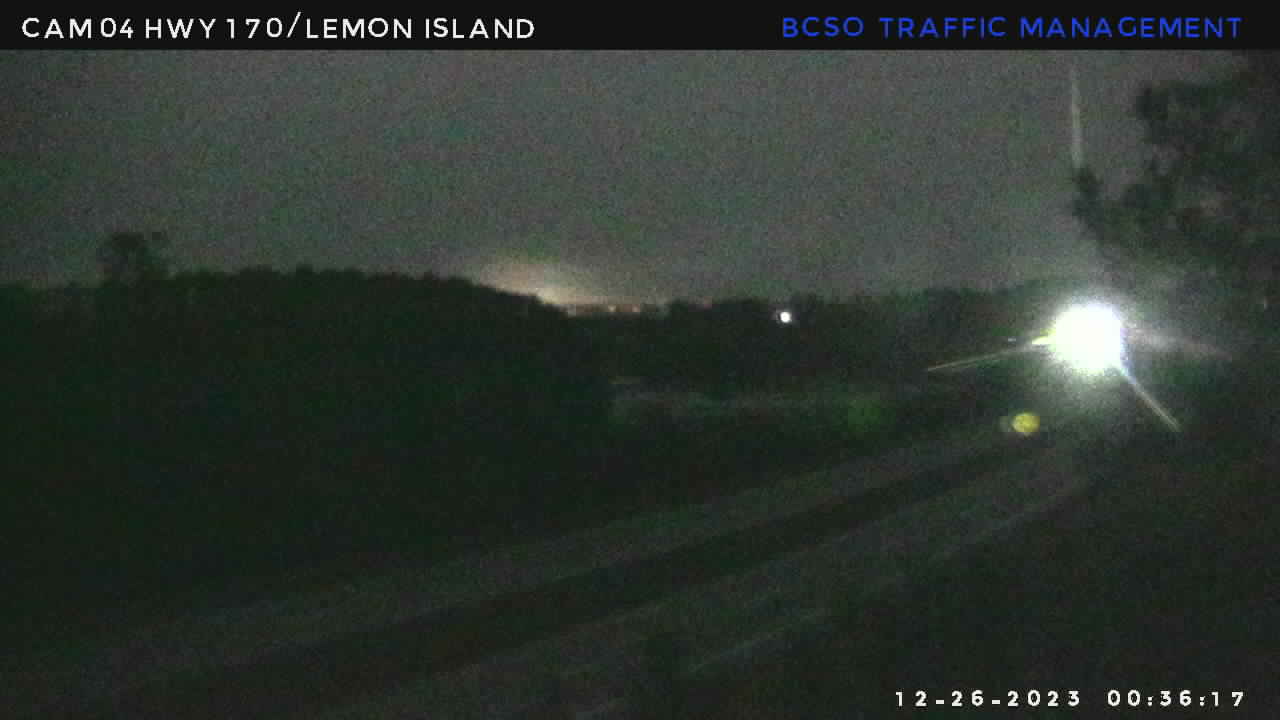 CAM04 HWY 170/LEMON ISLAND
BCSO TRAFFIC MANAGEMENT
12-26-2023 00:36:17